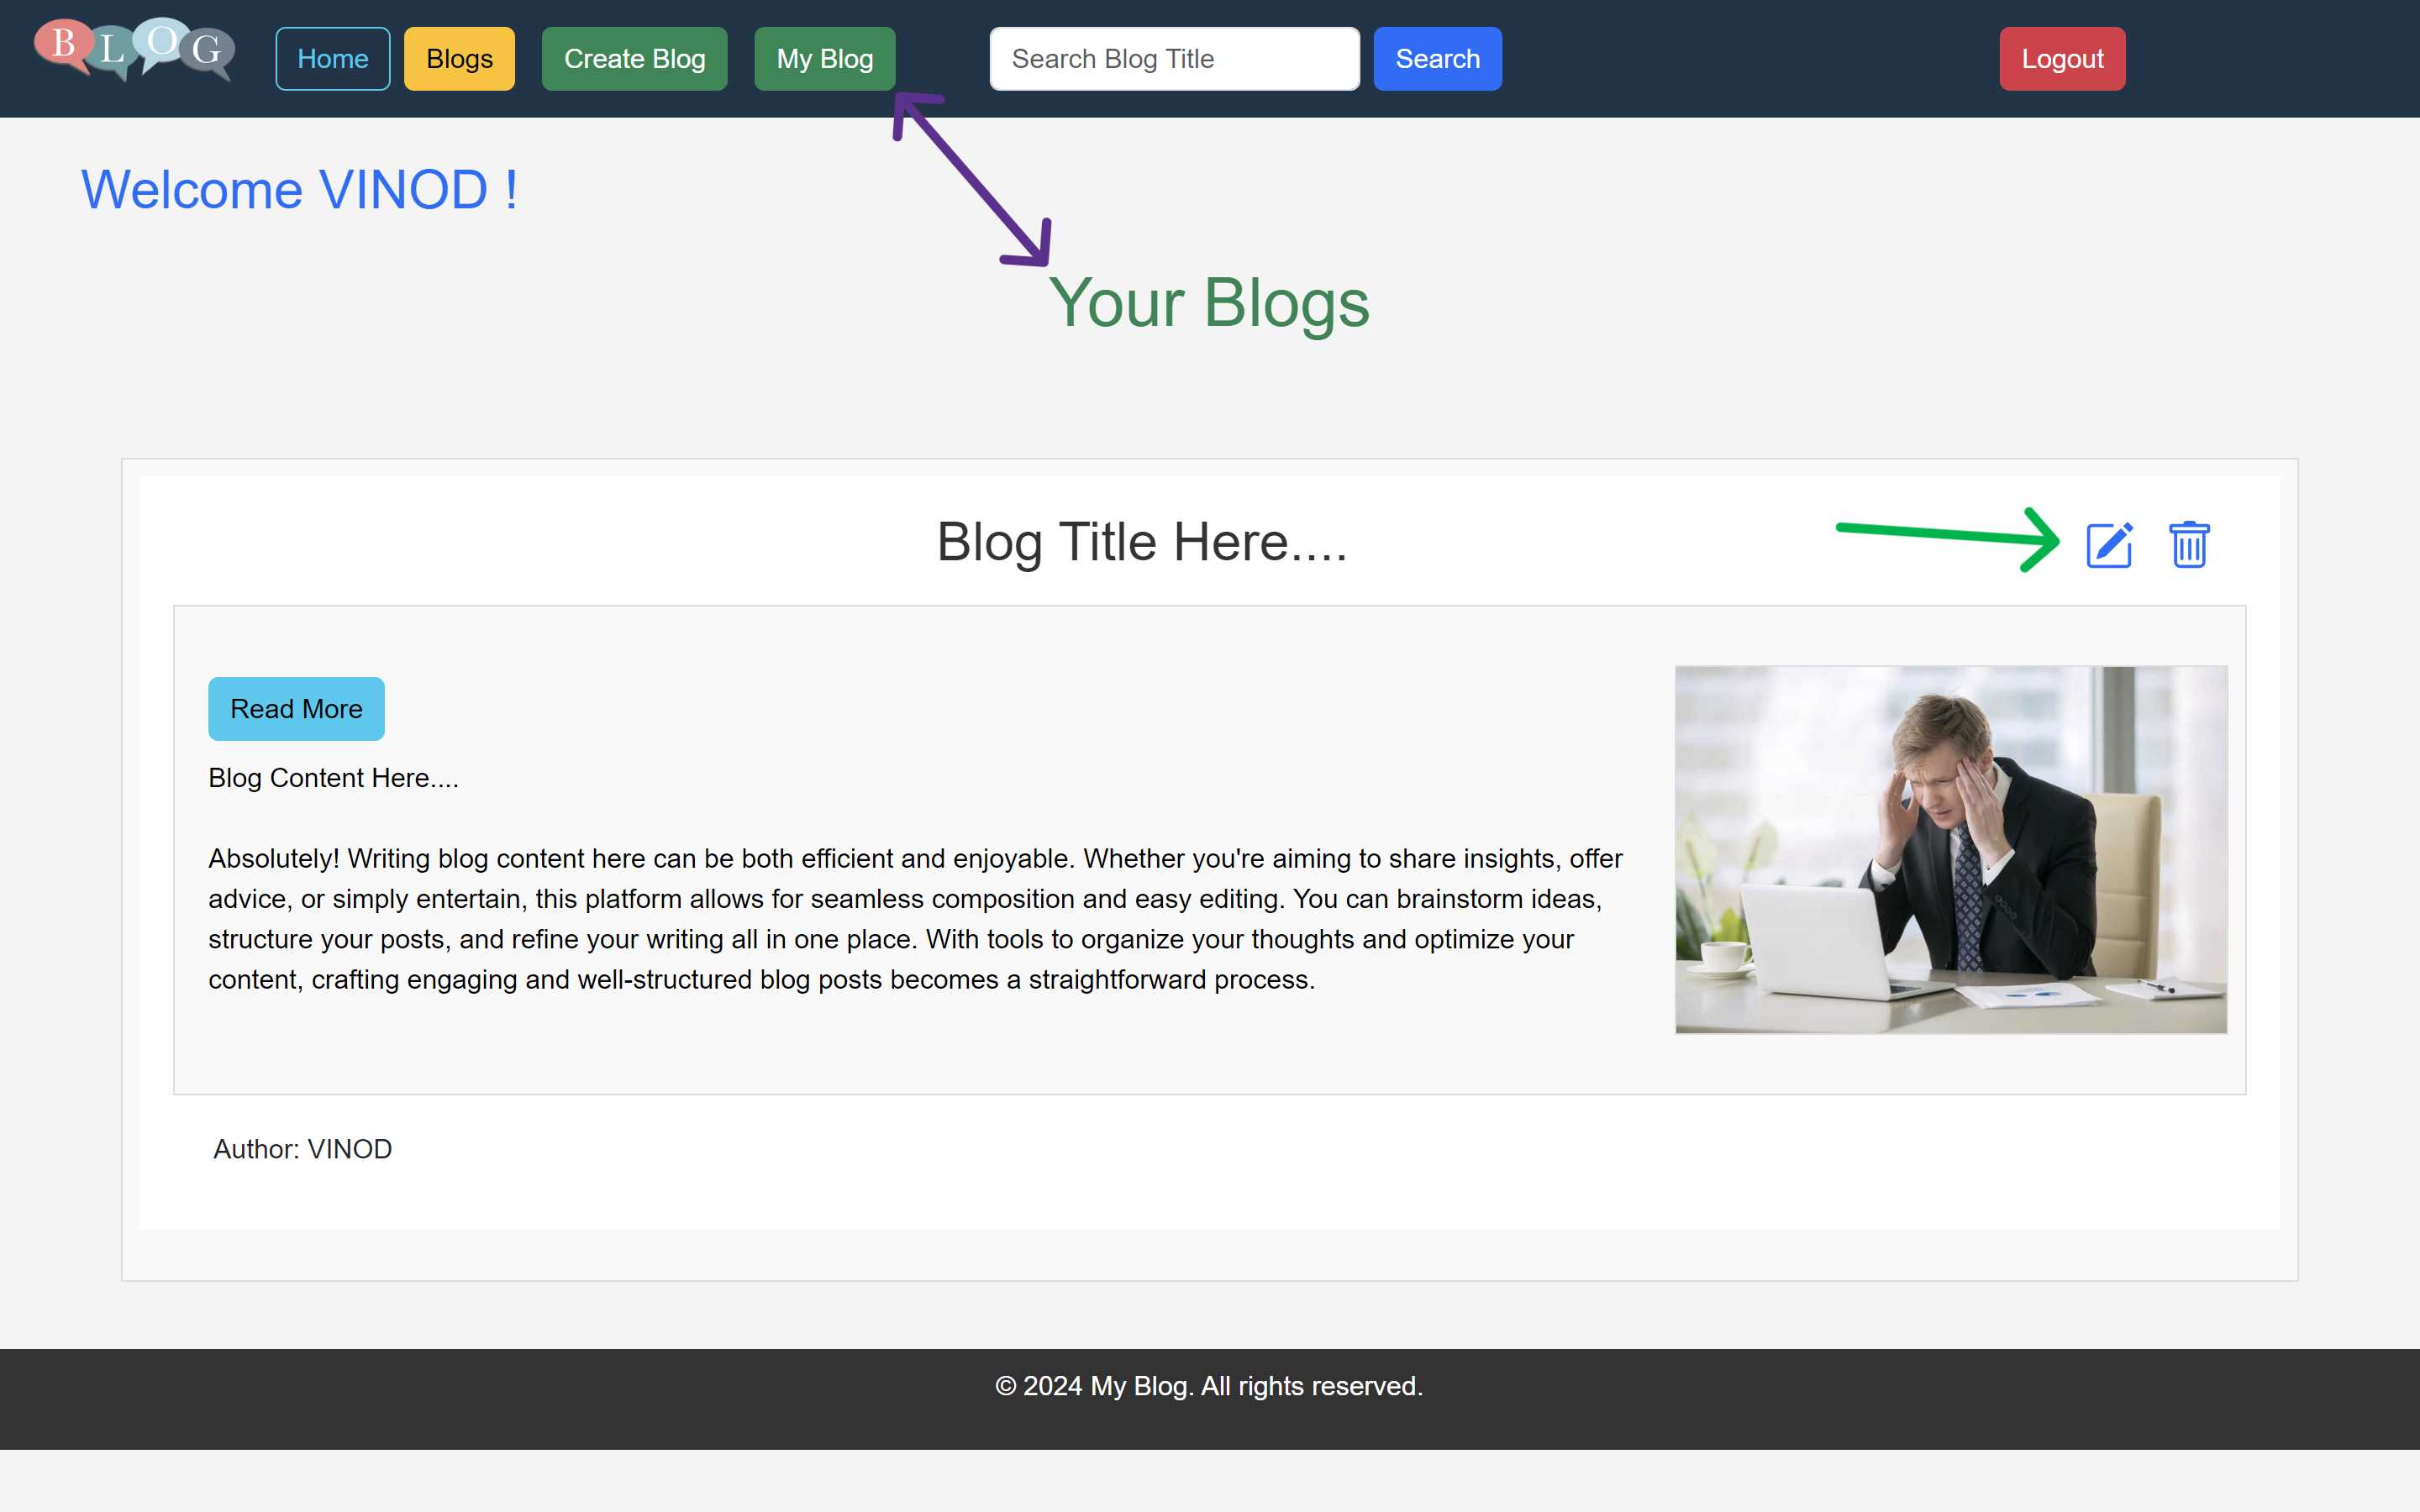 BLOG
Home
Blogs
Create Blog
My Blog
Search Blog Title
Search
Logout
Welcome VINOD !
Your Blogs
Blog Title Here....
Read More
Blog Content Here....
Absolutely! Writing blog content here can be both efficient and enjoyable. Whether you're aiming to share insights, offer
advice, or simply entertain, this platform allows for seamless composition and easy editing. You can brainstorm ideas,
structure your posts, and refine your writing all in one place. With tools to organize your thoughts and optimize your
content, crafting engaging and well-structured blog posts becomes a straightforward process.
Author: VINOD
© 2024 My Blog. All rights reserved.